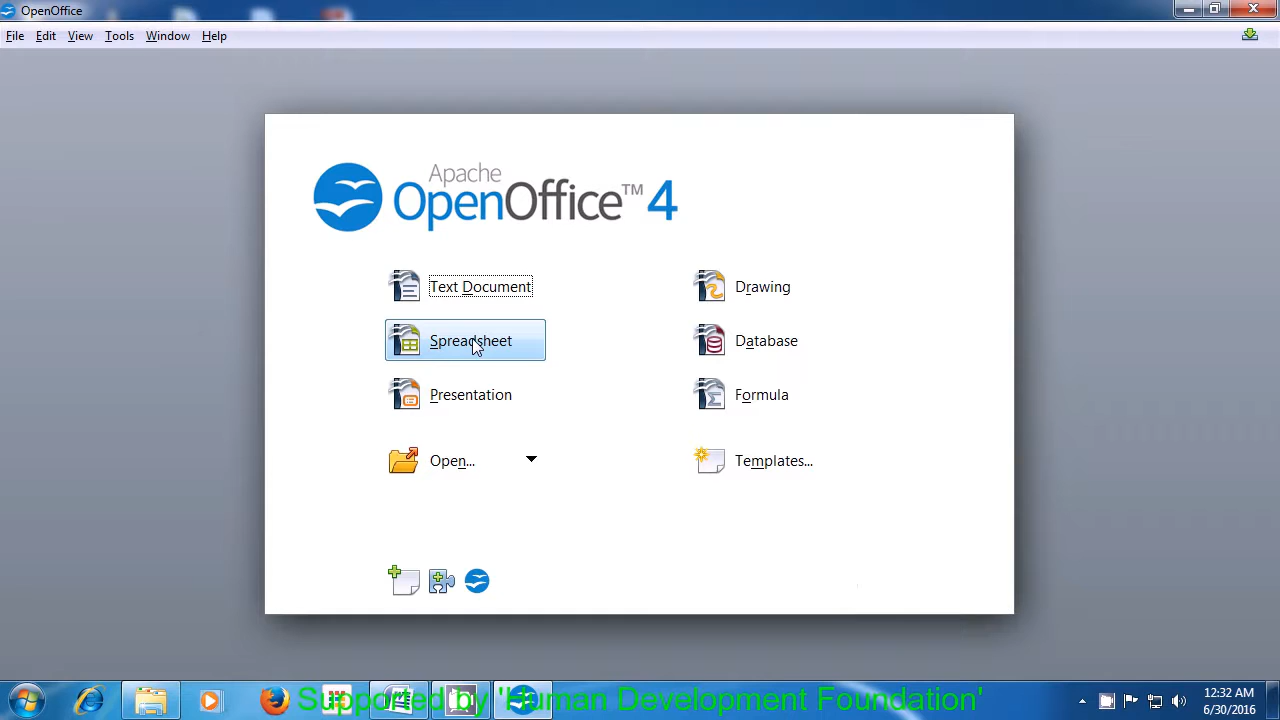 OpenOffice
File Edit View Tools Window Help
Apache
OpenOffice™ 4
Text Document
Drawing
Spreadsheet
Database
Presentation
Formula
Open...
Templates...
Supported by 'Human Development Foundation'
12:32 AM
6/30/2016